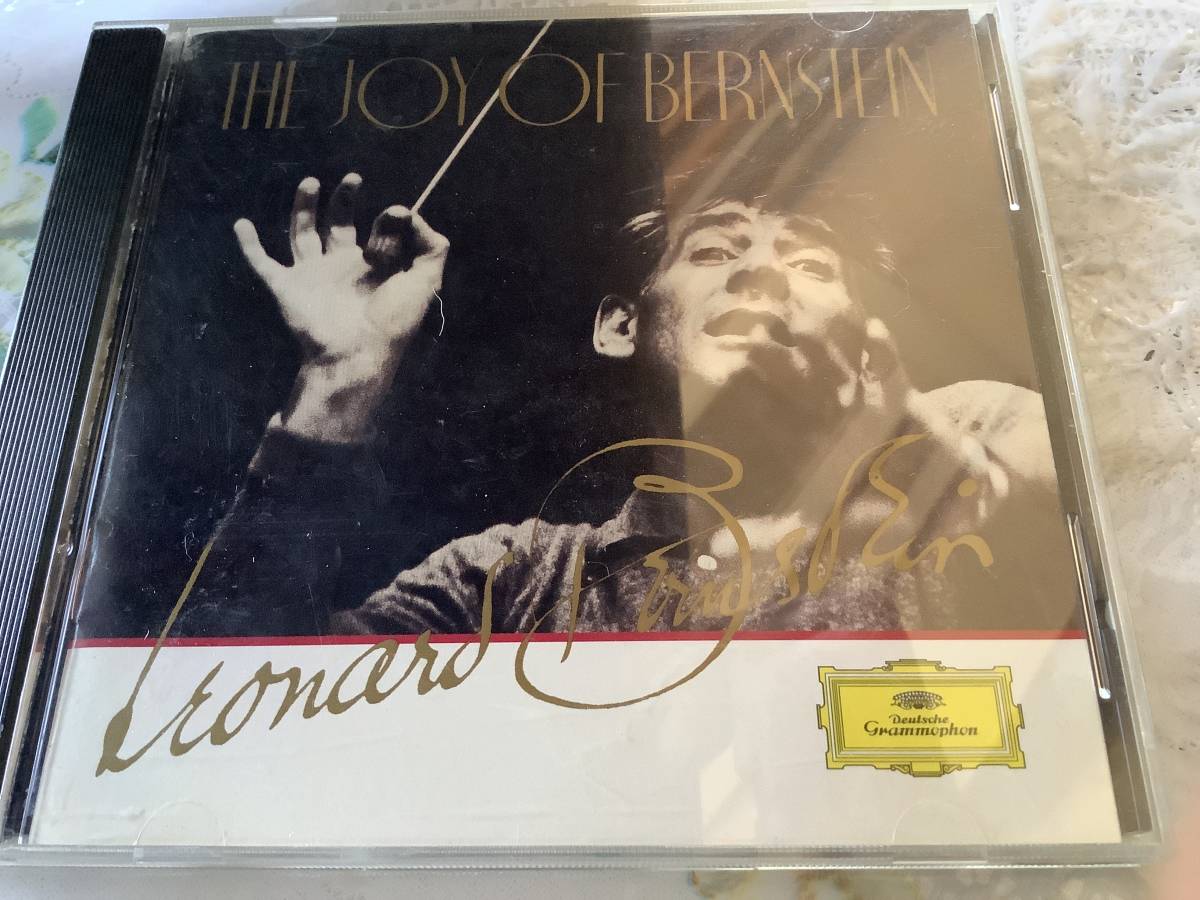 THE JOY OF BERNSTEIN
Leonard Bernstein
Deutsche
Grammophon